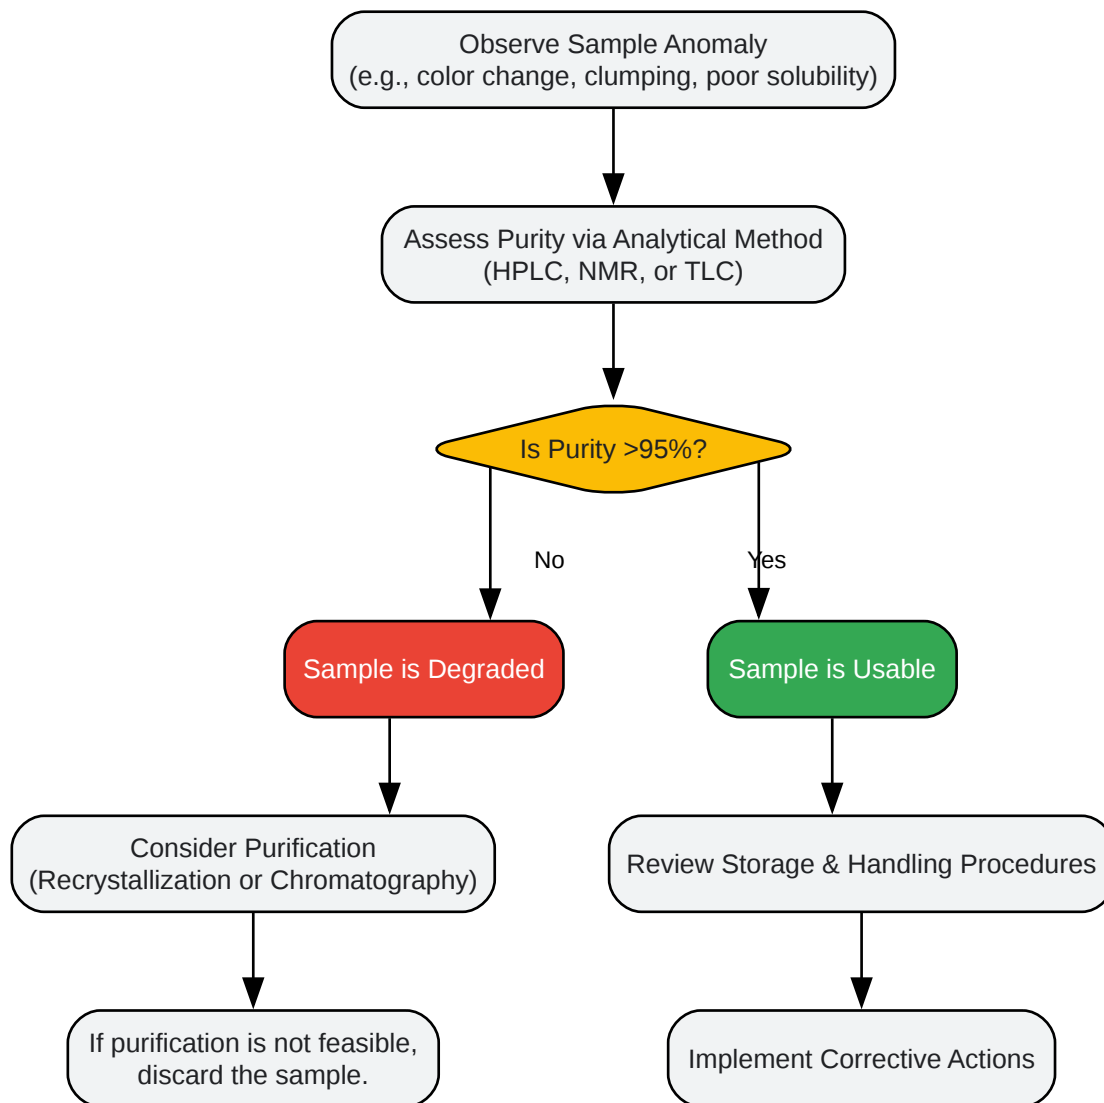 Observe Sample Anomaly
(e.g., color change, clumping, poor solubility)
Assess Purity via Analytical Method
(HPLC, NMR, or TLC)
Is Purity >95%?
No
Yes
Sample is Degraded
Sample is Usable
Consider Purification
(Recrystallization or Chromatography)
Review Storage & Handling Procedures
If purification is not feasible,
discard the sample.
Implement Corrective Actions